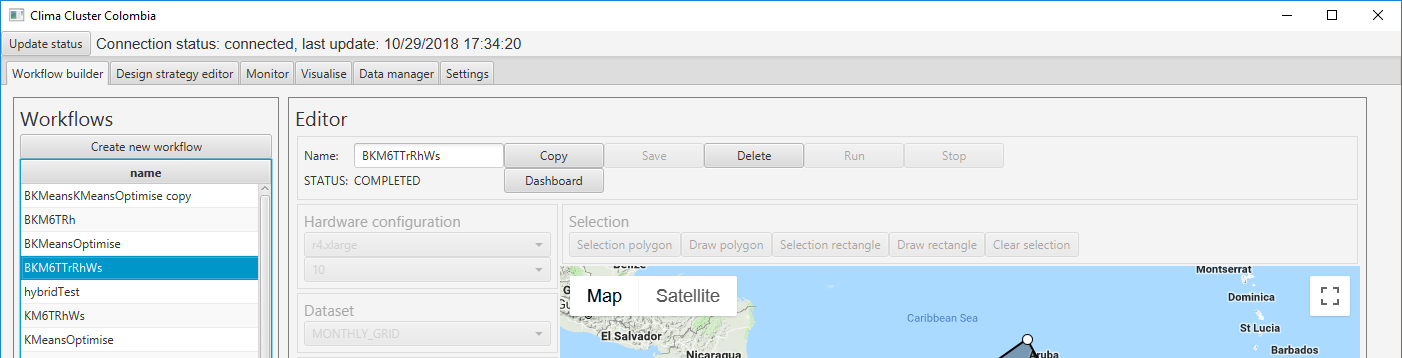 Clima Cluster Colombia
Update status Connection status: connected, last update: 10/29/2018 17:34:20
Workflow builder Design strategy editor Monitor Visualise Data manager Settings
Workflows
Create new workflow
name
BKMeansKMeansOptimise copy
BKM6TRh
BKMeansOptimise
BKM6TTrRhWs
hybridTest
KM6TRhWs
KMeansOptimise
Editor
Name: BKM6TTrRhWs Copy Save Delete Run Stop
STATUS: COMPLETED Dashboard
Hardware configuration
r4.xlarge
10
Dataset
MONTHLY_GRID
Selection
Selection polygon Draw polygon Selection rectangle Draw rectangle Clear selection
Map Satellite
Belize
Montserrat
Dominica
Caribbean Sea
St Lucia
El Salvador
Barbados
Nicaragua
Aruba